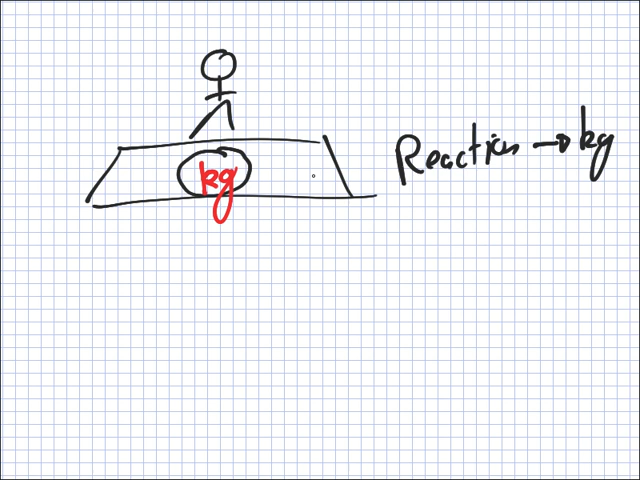 Reaction → kg
kg